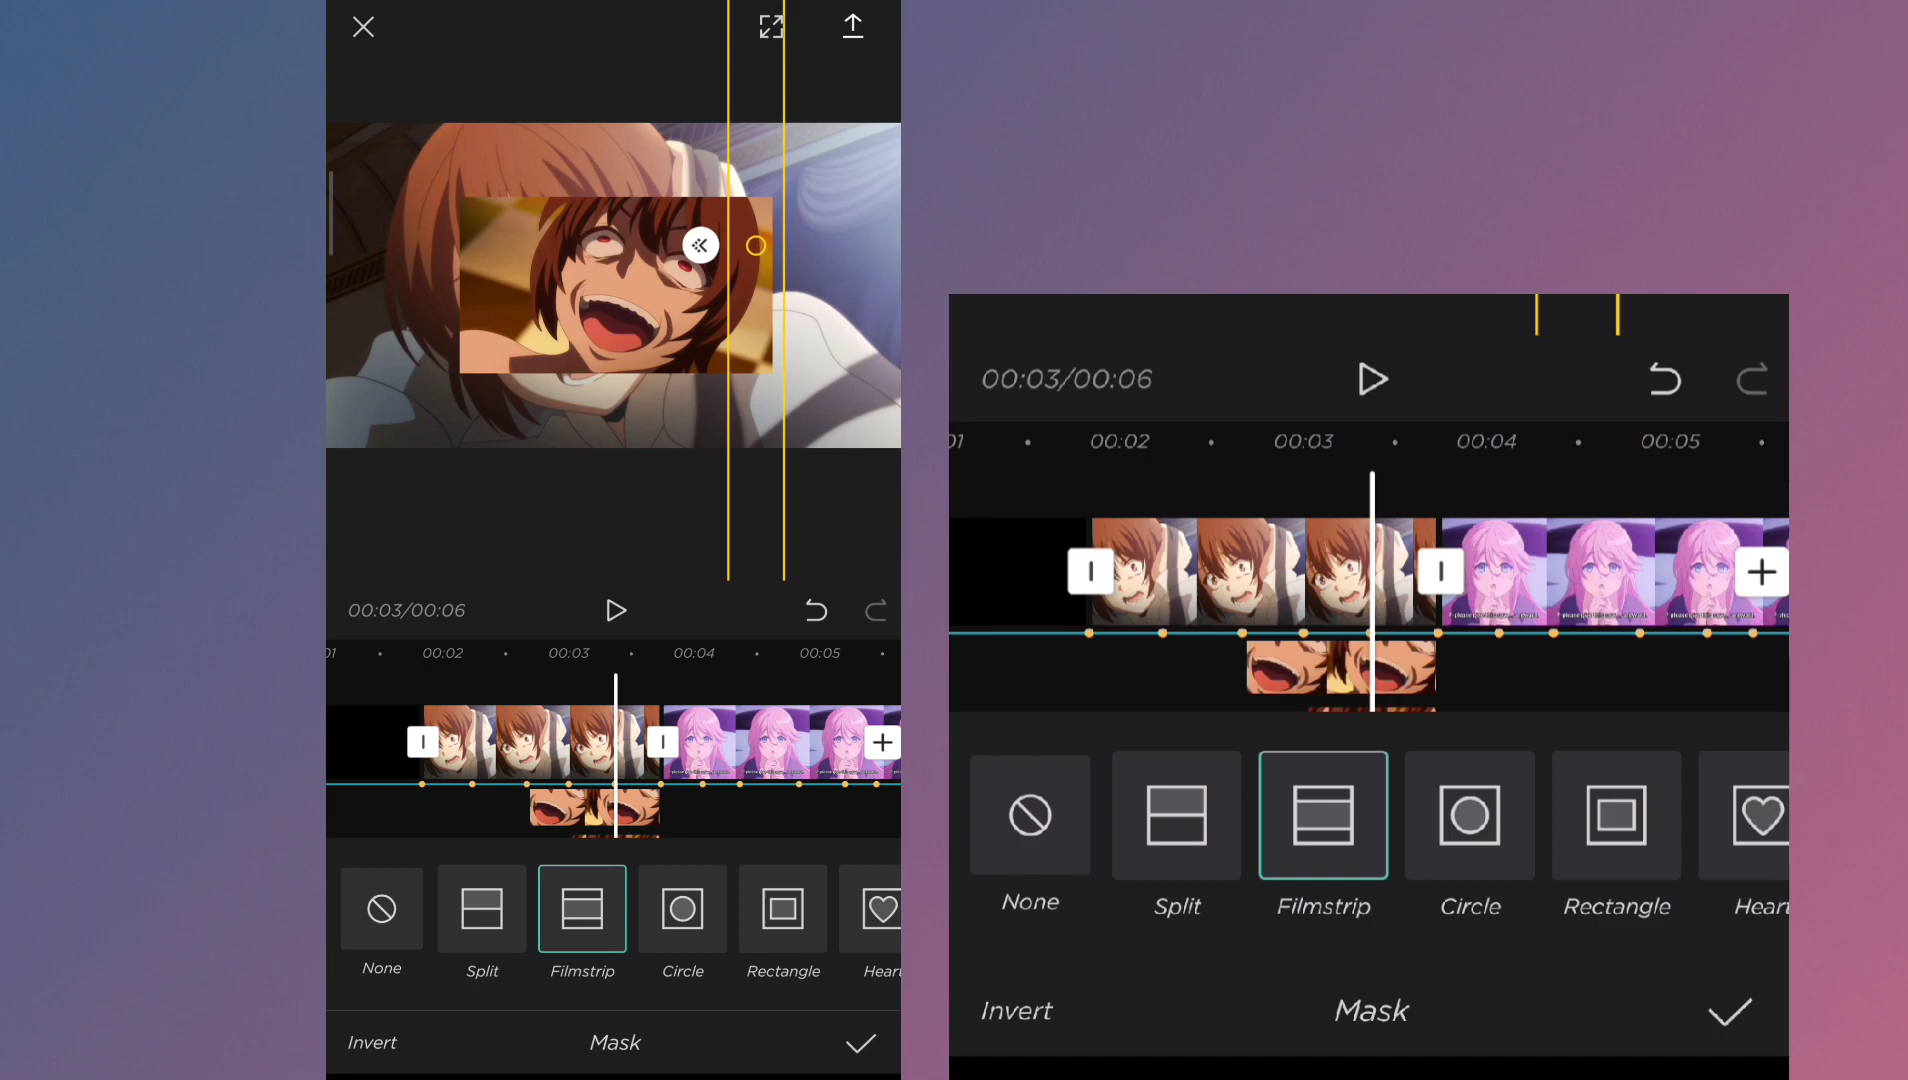 00:03/00:06
01 00:02 00:03 00:04 00:05
None Split Filmstrip Circle Rectangle Heart
Invert Mask
00:03/00:06
01 00:02 00:03 00:04 00:05
None Split Filmstrip Circle Rectangle Heart
Invert Mask